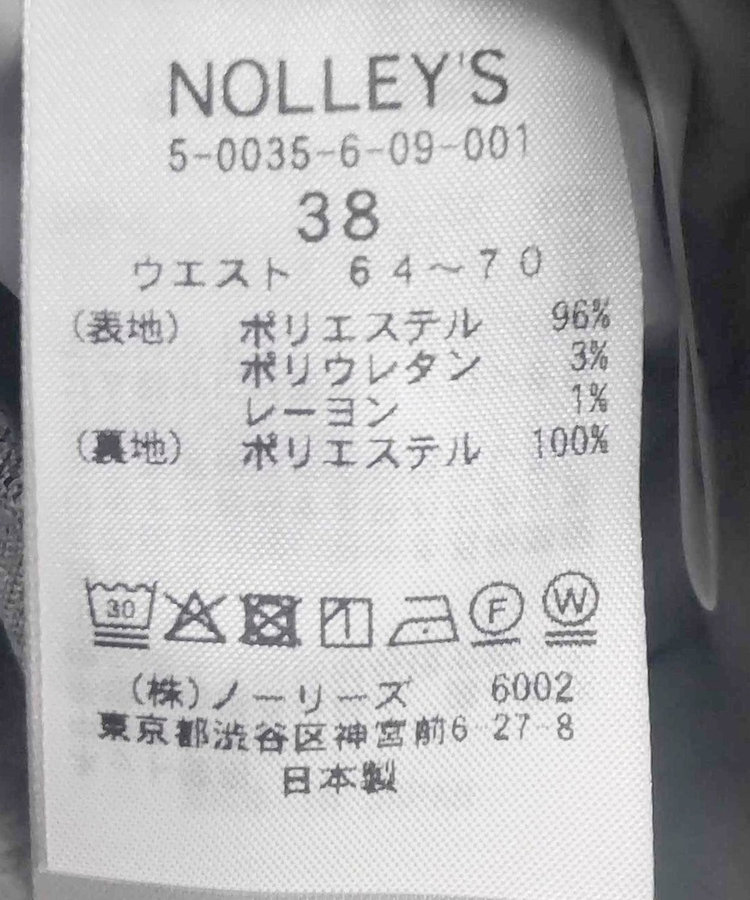 NOLLEY'S
5-0035-6-09-001
38
ウエスト 64～70
(表地) ポリエステル 96%
ポリウレタン 3%
レーヨン 1%
(裏地) ポリエステル 100%
30 F W
(株)ノーリーズ 6002
東京都渋谷区神宮前6-27-8
日本製